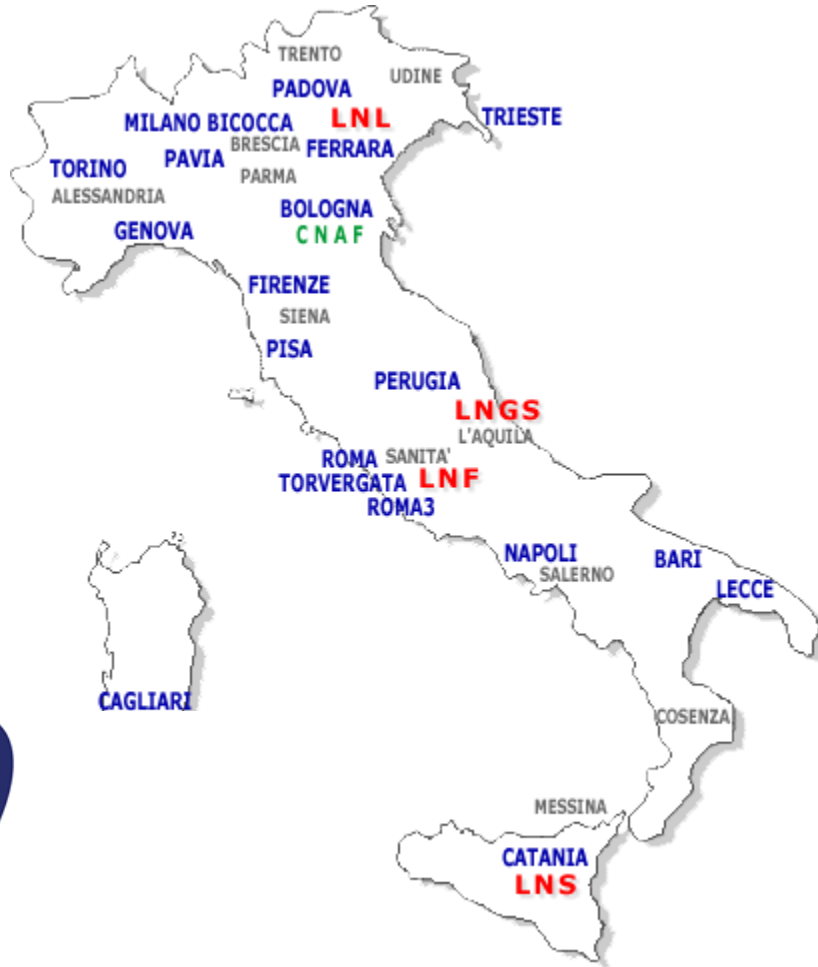 TRENTO
UDINE
PADOVA
LNL
TRIESTE
MILANO BICOCCA
BRESCIA
FERRARA
PAVIA
TORINO
PARMA
ALESSANDRIA
BOLOGNA
GENOVA
CNAF
FIRENZE
SIENA
PISA
PERUGIA
LNGS
L'AQUILA
ROMA
SANITA'
TORVERGATA
LNF
ROMA3
NAPOLI
BARI
SALERNO
LECCE
CAGLIARI
COSENZA
MESSINA
CATANIA
LNS